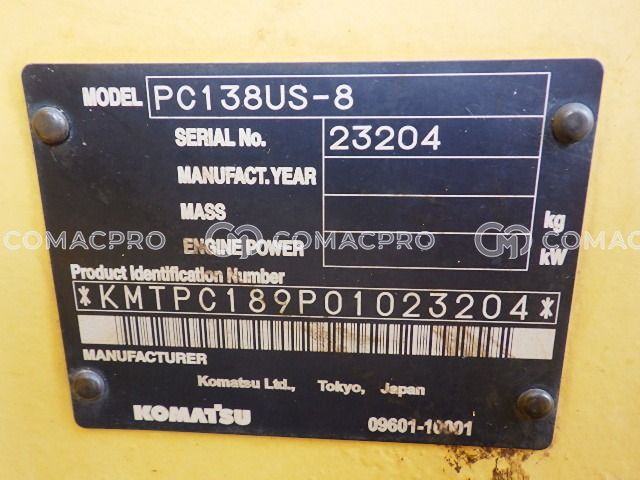 MODEL PC138US-8
SERIAL No. 23204
MANUFACT. YEAR
MASS kg
ENGINE POWER kW
COMACPRO COMACPRO COMACPRO
Product Identification Number
*KMTPC189P01023204*
MANUFACTURER
Komatsu Ltd., Tokyo, Japan
KOMATSU 09601-10001